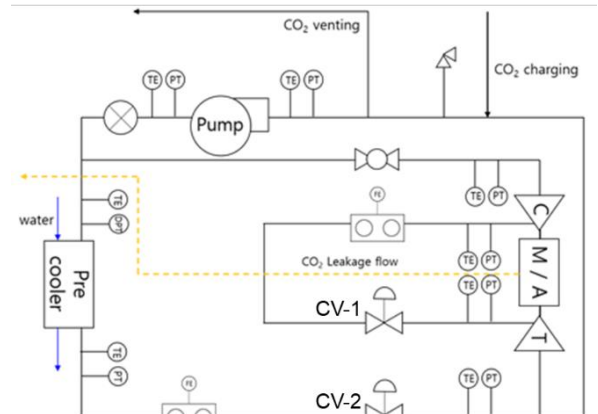 CO₂ venting
CO₂ charging
TE PT
TE PT
Pump
TE PT
C
TE
DPT
water
FE
CO₂ Leakage flow
TE PT
TE PT
M / A
Pre
cooler
CV-1
T
TE
PT
FE
CV-2
TE PT